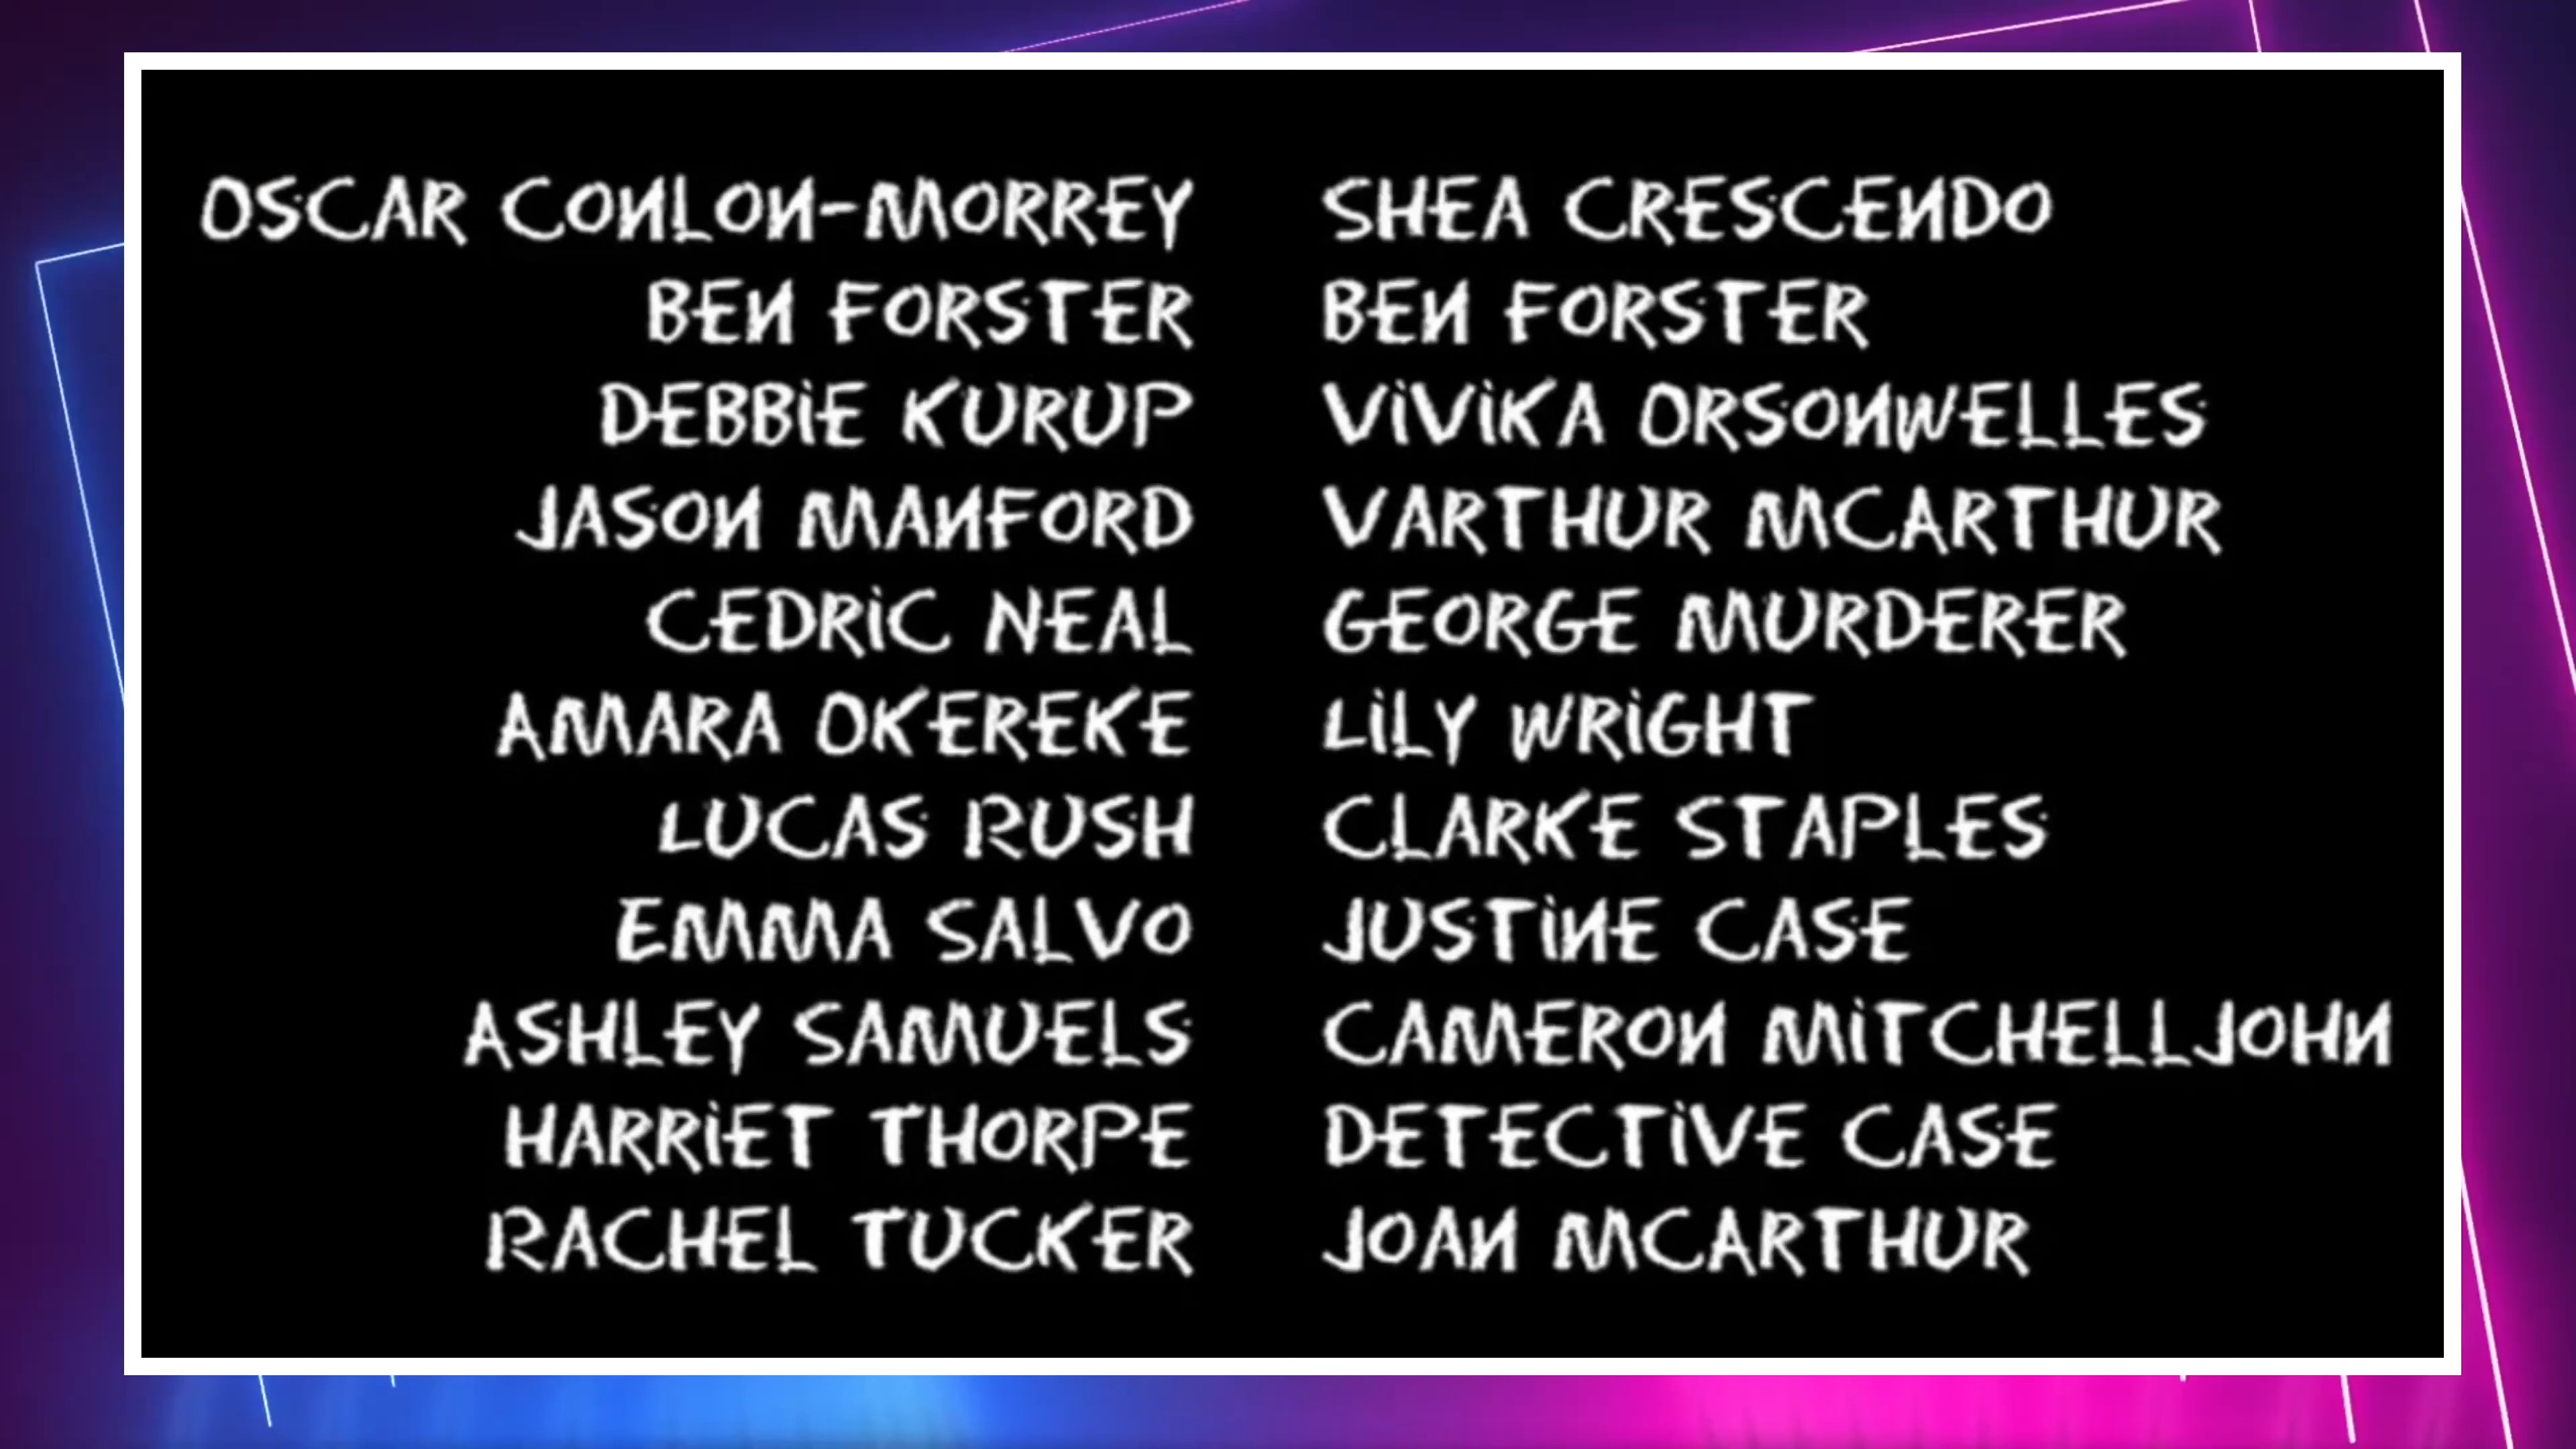 OSCAR CONLON-MORREY SHEA CRESCENDO
BEN FORSTER BEN FORSTER
DEBBiE KURUP ViViKA ORSONWELLES
JASON MANFORD VARTHUR MCARTHUR
CEDRiC NEAL GEORGE MURDERER
AMARA OKEREKE LiLY WRiGHT
LUCAS RUSH CLARKE STAPLES
EMMA SALVO JUSTiNE CASE
ASHLEY SAMUELS CAMERON MiTCHELLJOHN
HARRiET THORPE DETECTiVE CASE
RACHEL TUCKER JOAN MCARTHUR